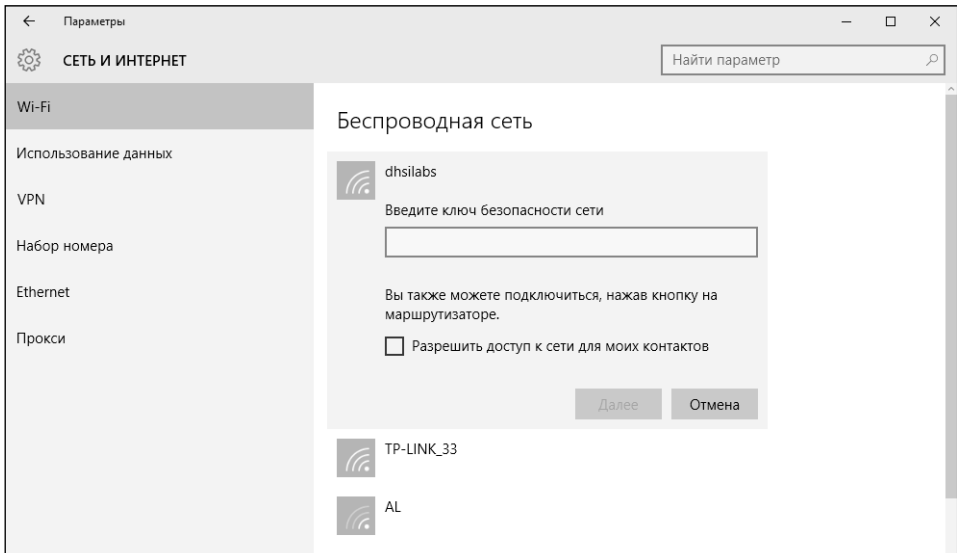 Параметры
СЕТЬ И ИНТЕРНЕТ
Найти параметр
Wi-Fi
Использование данных
VPN
Набор номера
Ethernet
Прокси
Беспроводная сеть
dhsilabs
Введите ключ безопасности сети
Вы также можете подключиться, нажав кнопку на
маршрутизаторе.
Разрешить доступ к сети для моих контактов
Далее
Отмена
TP-LINK_33
AL